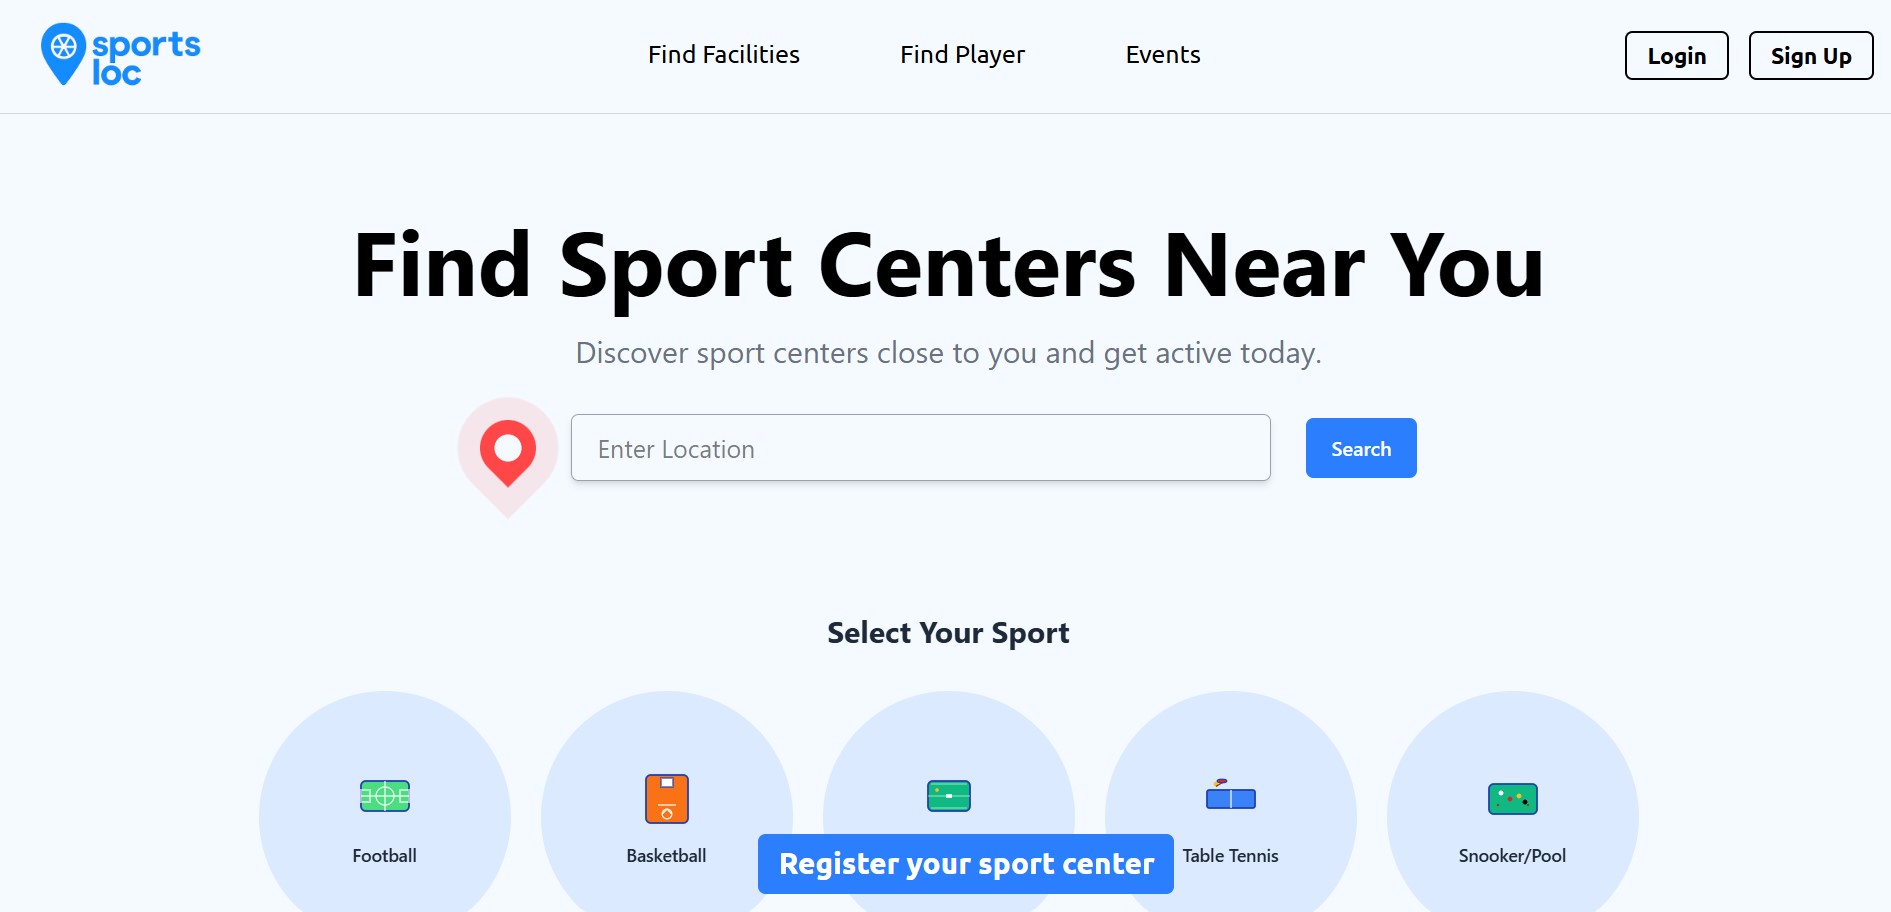 sports
loc
Find Facilities
Find Player
Events
Login
Sign Up
Find Sport Centers Near You
Discover sport centers close to you and get active today.
Enter Location
Search
Select Your Sport
Football
Basketball
Table Tennis
Snooker/Pool
Register your sport center